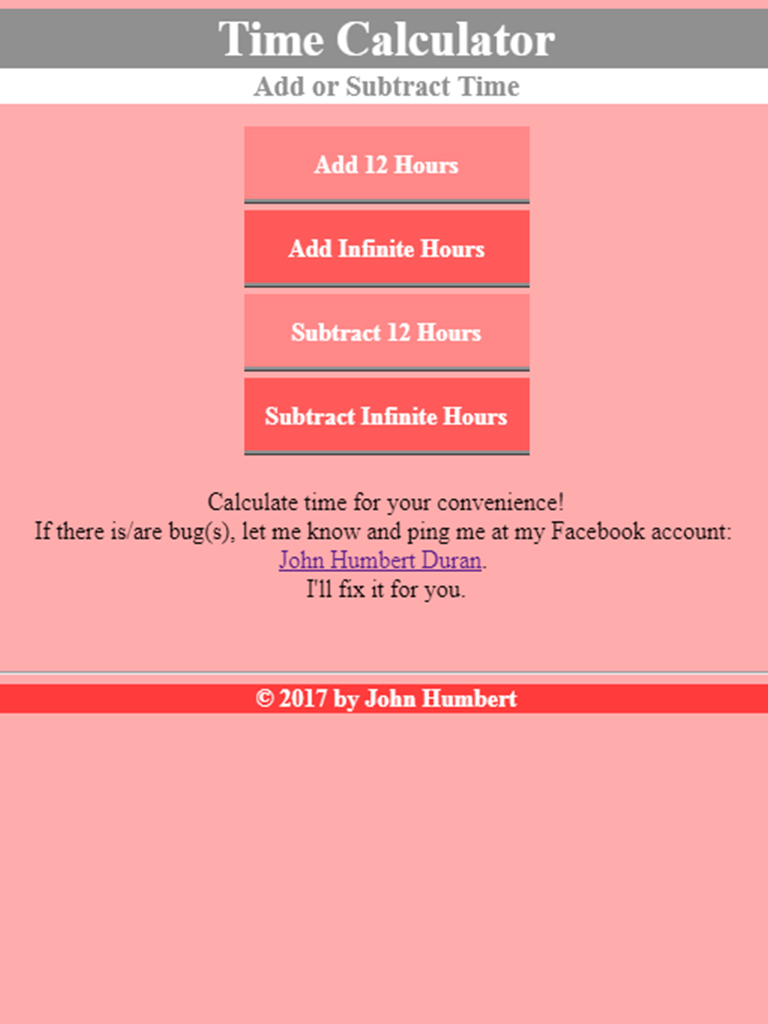 Time Calculator
Add or Subtract Time
Add 12 Hours
Add Infinite Hours
Subtract 12 Hours
Subtract Infinite Hours
Calculate time for your convenience!
If there is/are bug(s), let me know and ping me at my Facebook account:
John Humbert Duran.
I'll fix it for you.
© 2017 by John Humbert